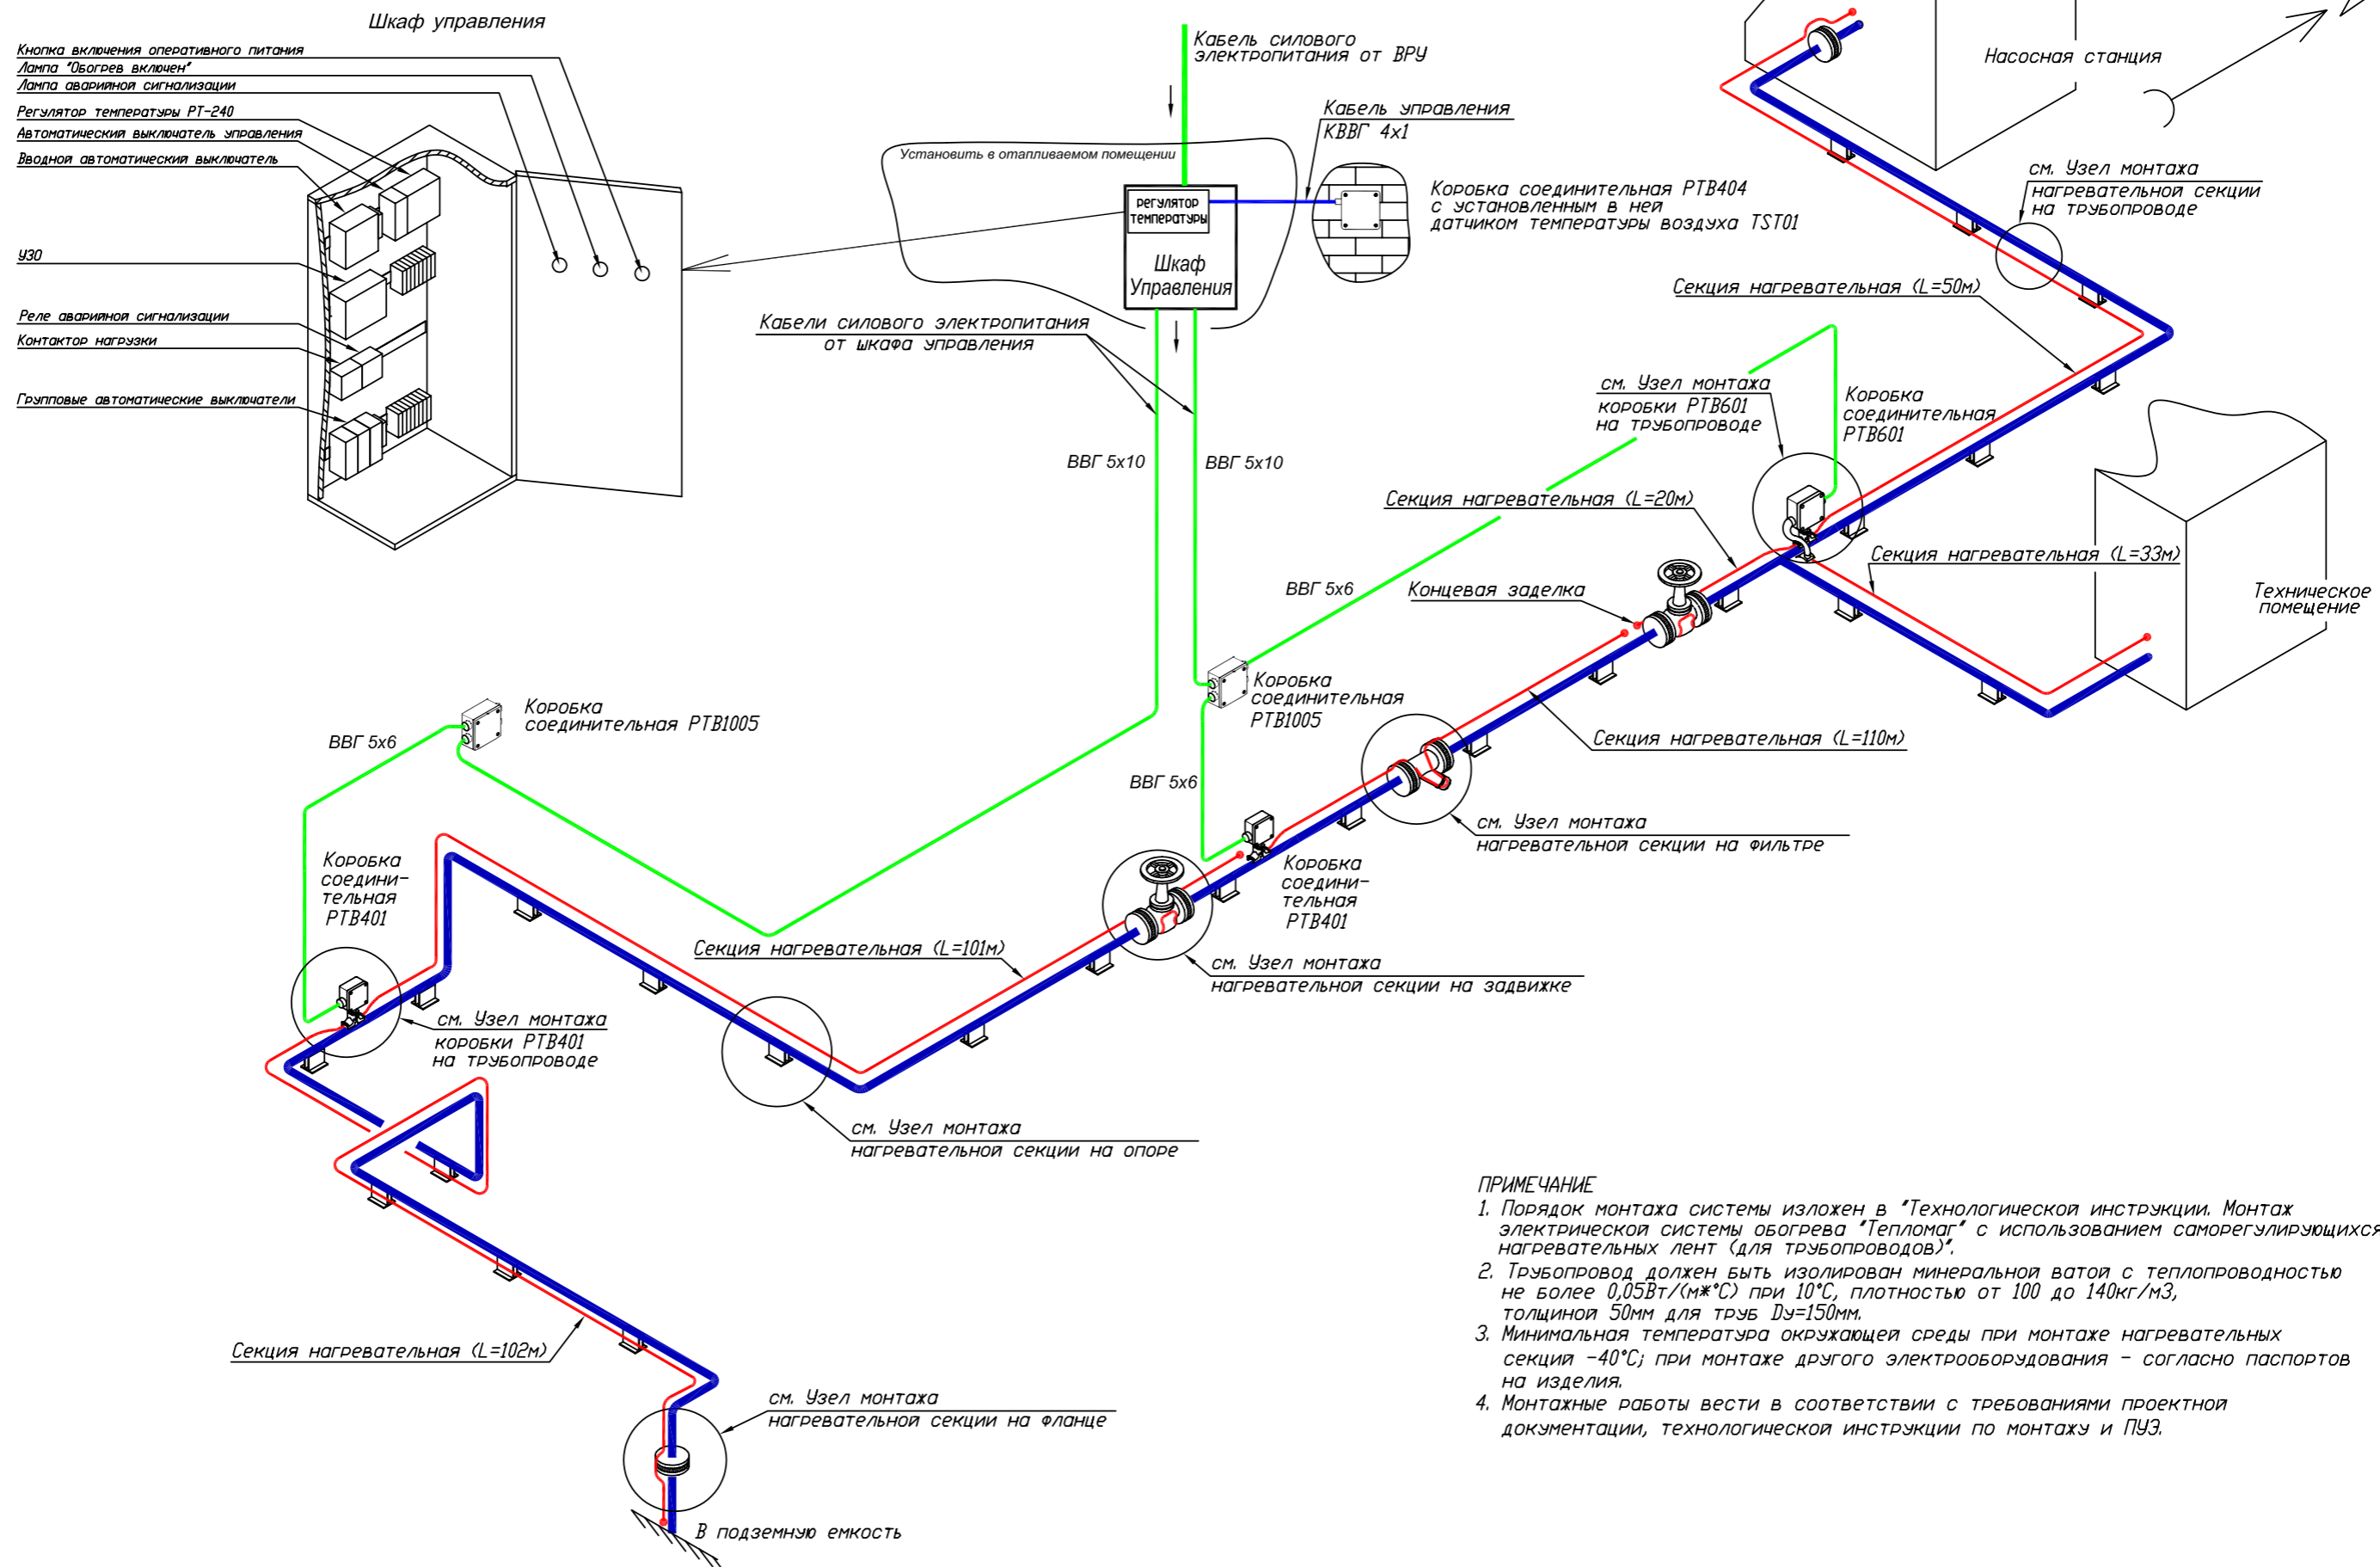 Шкаф управления
Кнопка включения оперативного питания
Лампа "Обогрев включен"
Лампа аварийной сигнализации
Регулятор температуры РТ-240
Автоматический выключатель управления
Вводной автоматический выключатель
УЗО
Реле аварийной сигнализации
Контактор нагрузки
Групповые автоматические выключатели
Кабель силового
электропитания от ВРУ
Кабель управления
КВВГ 4х1
Установить в отапливаемом помещении
РЕГУЛЯТОР
ТЕМПЕРАТУРЫ
Шкаф
Управления
Коробка соединительная РТВ404
с установленным в ней
датчиком температуры воздуха TST01
Кабели силового электропитания
от шкафа управления
ВВГ 5х10
ВВГ 5х10
Насосная станция
см. Узел монтажа
нагревательной секции
на трубопроводе
Секция нагревательная (L=50м)
см. Узел монтажа
коробки РТВ601
на трубопроводе
Коробка
соединительная
РТВ601
Секция нагревательная (L=20м)
Секция нагревательная (L=33м)
Техническое
помещение
ВВГ 5х6
Концевая заделка
Коробка
соединительная
РТВ1005
Секция нагревательная (L=110м)
Коробка
соединительная РТВ1005
ВВГ 5х6
ВВГ 5х6
см. Узел монтажа
нагревательной секции на фильтре
Коробка
соедини-
тельная
РТВ401
Коробка
соедини-
тельная
РТВ401
Секция нагревательная (L=101м)
см. Узел монтажа
нагревательной секции на задвижке
см. Узел монтажа
коробки РТВ401
на трубопроводе
см. Узел монтажа
нагревательной секции на опоре
Секция нагревательная (L=102м)
см. Узел монтажа
нагревательной секции на фланце
В подземную емкость
ПРИМЕЧАНИЕ
1. Порядок монтажа системы изложен в "Технологической инструкции. Монтаж
электрической системы обогрева "Тепломаг" с использованием саморегулирующихся
нагревательных лент (для трубопроводов)".
2. Трубопровод должен быть изолирован минеральной ватой с теплопроводностью
не более 0,05Вт/(м*°С) при 10°С, плотностью от 100 до 140кг/м3,
толщиной 50мм для труб Dу=150мм.
3. Минимальная температура окружающей среды при монтаже нагревательных
секций -40°С; при монтаже другого электрооборудования - согласно паспортов
на изделия.
4. Монтажные работы вести в соответствии с требованиями проектной
документации, технологической инструкции по монтажу и ПУЭ.